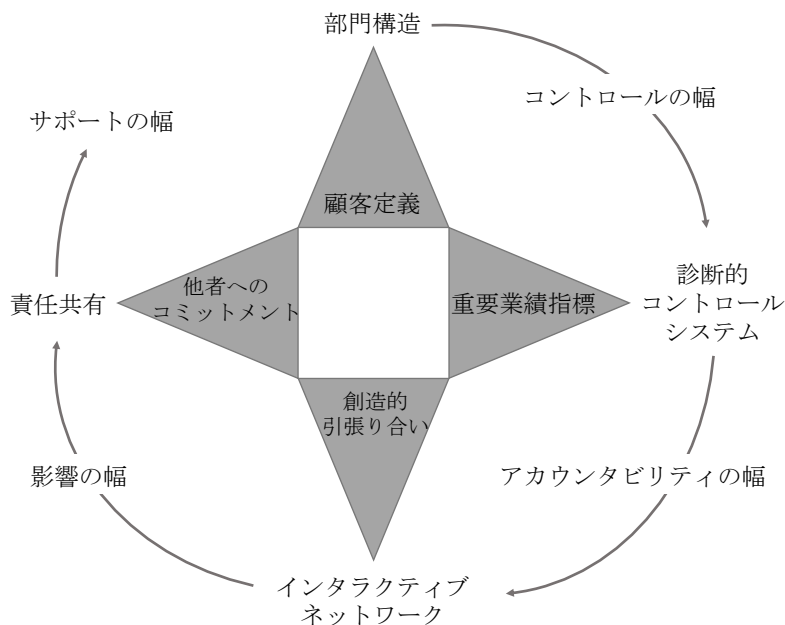 部門構造
コントロールの幅
サポートの幅
顧客定義
診断的
コントロール
システム
他者への
コミットメント
重要業績指標
責任共有
創造的
引張り合い
影響の幅
アカウンタビリティの幅
インタラクティブ
ネットワーク